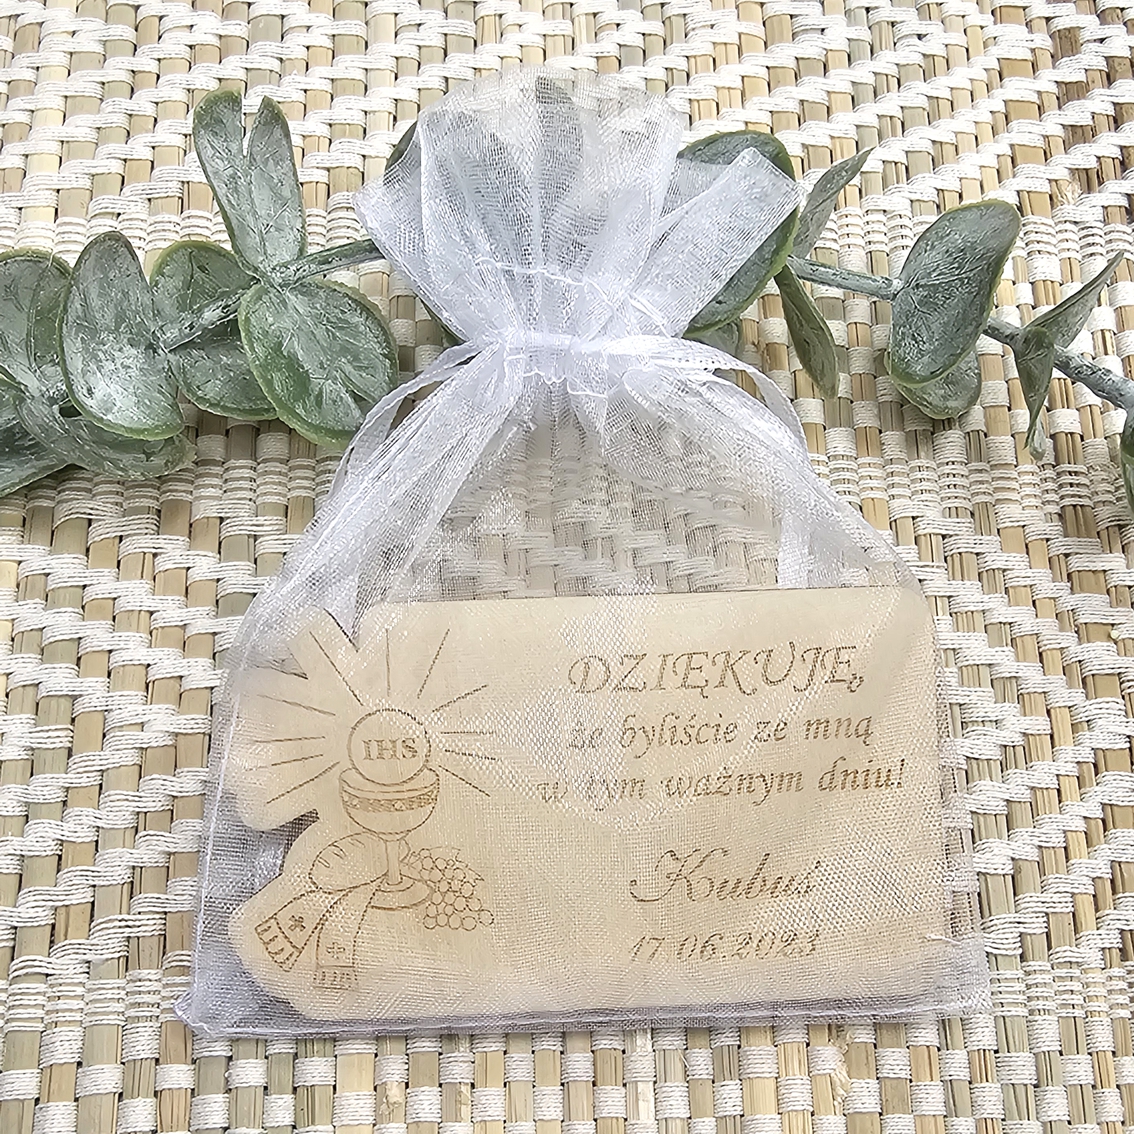 IHS
DZIĘKUJĘ,
że byliście ze mną
w tym ważnym dniu!
Kubuś
17.06.2023